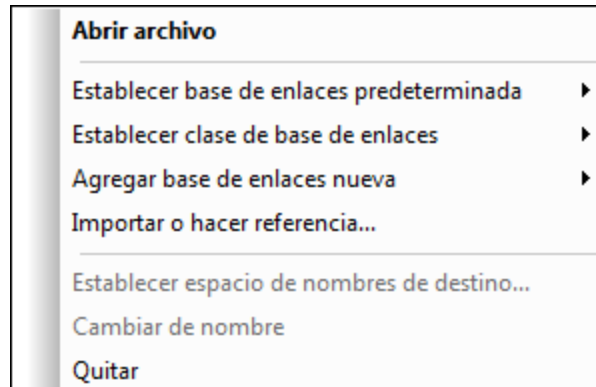 Abrir archivo
Establecer base de enlaces predeterminada
Establecer clase de base de enlaces
Agregar base de enlaces nueva
Importar o hacer referencia...
Establecer espacio de nombres de destino...
Cambiar de nombre
Quitar